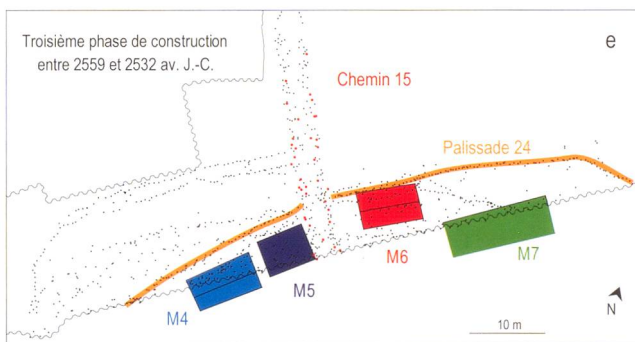 Troisième phase de construction
entre 2559 et 2532 av. J.-C.
e
Chemin 15
Palissade 24
M6
M7
M5
M4
N
10 m